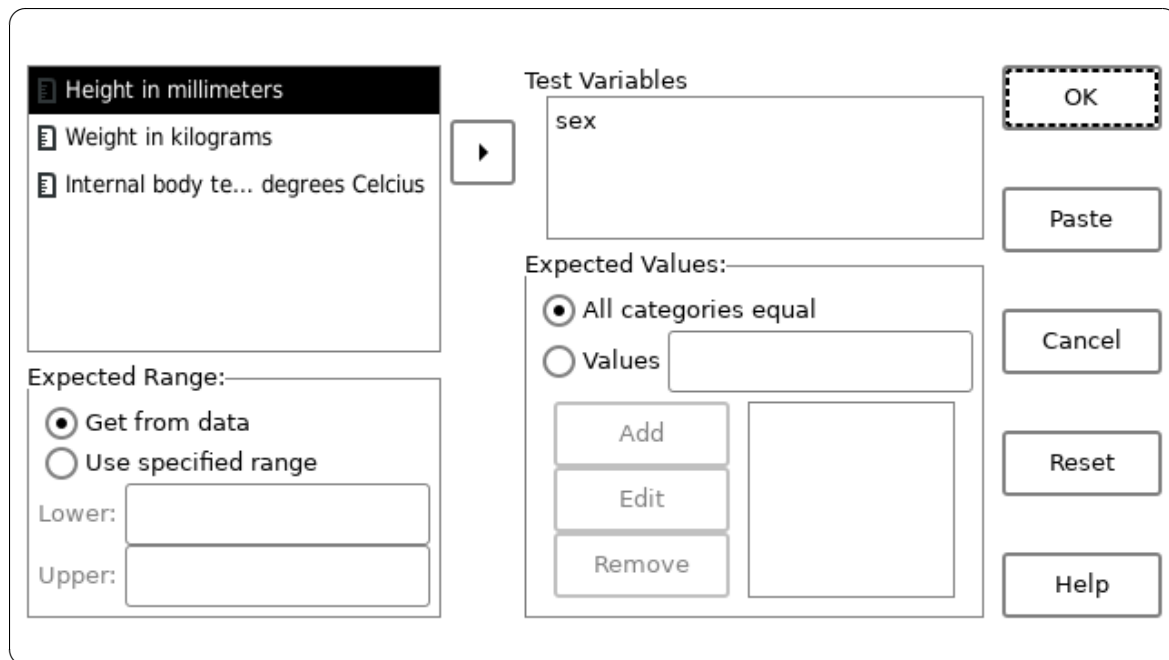 Height in millimeters
Weight in kilograms
Internal body te... degrees Celcius
Test Variables
sex
Expected Range:
Get from data
Use specified range
Lower:
Upper:
Expected Values:
All categories equal
Values
Add
Edit
Remove
OK
Paste
Cancel
Reset
Help